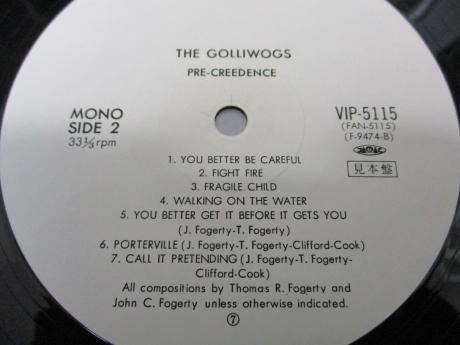 THE GOLLIWOGS
PRE-CREEDENCE
MONO
SIDE 2
33⅓rpm
VIP-5115
(FAN-5115)
(F-9474-B)
見本盤
1. YOU BETTER BE CAREFUL
2. FIGHT FIRE
3. FRAGILE CHILD
4. WALKING ON THE WATER
5. YOU BETTER GET IT BEFORE IT GETS YOU
(J. Fogerty-T. Fogerty)
6. PORTERVILLE (J. Fogerty-T. Fogerty-Clifford-Cook)
7. CALL IT PRETENDING (J. Fogerty-T. Fogerty-
Clifford-Cook)
All compositions by Thomas R. Fogerty and
John C. Fogerty unless otherwise indicated.
⑦